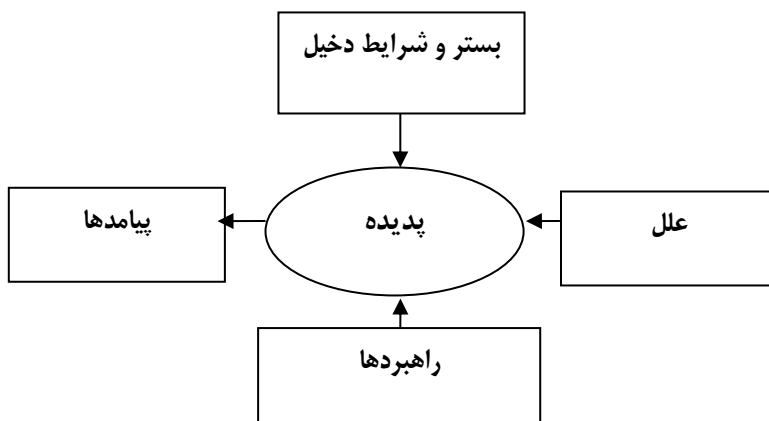 بستر و شرایط دخیل
علل
پدیده
پیامدها
راهبردها